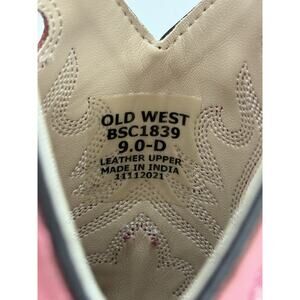 OLD WEST
BSC1839
9.0-D
LEATHER UPPER
MADE IN INDIA
11112021